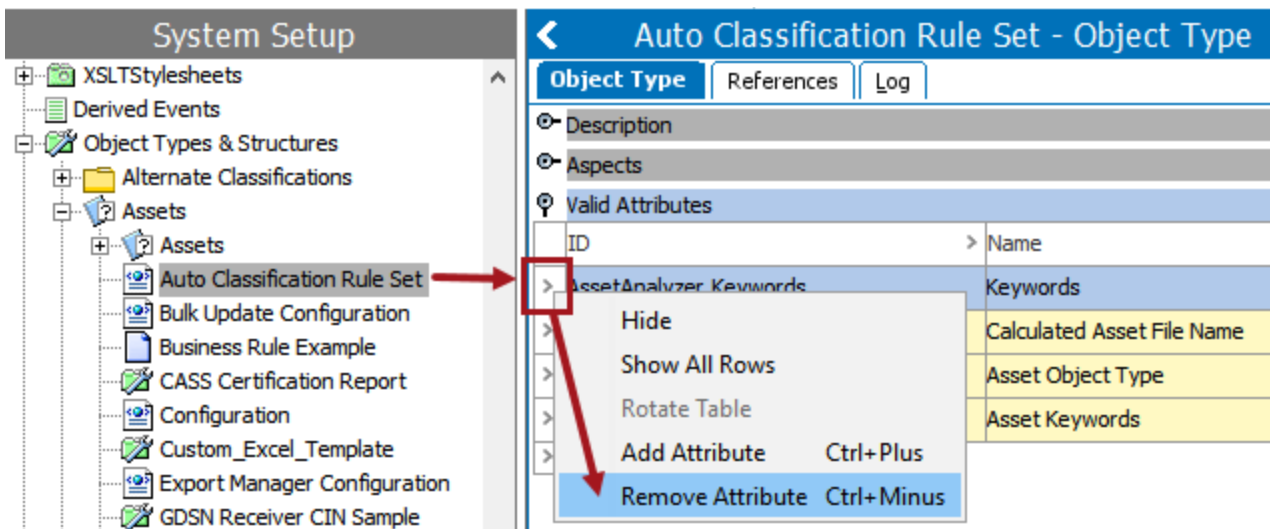 System Setup
XSLTStylesheets
Derived Events
Object Types & Structures
Alternate Classifications
Assets
Assets
Auto Classification Rule Set
Bulk Update Configuration
Business Rule Example
CASS Certification Report
Configuration
Custom_Excel_Template
Export Manager Configuration
GDSN Receiver CIN Sample
Auto Classification Rule Set - Object Type
Object Type References Log
Description
Aspects
Valid Attributes
ID > Name
> AssetAnalyzer Keywords Keywords
> Calculated Asset File Name
> Asset Object Type
> Asset Keywords
>
Hide
Show All Rows
Rotate Table
Add Attribute Ctrl+Plus
Remove Attribute Ctrl+Minus